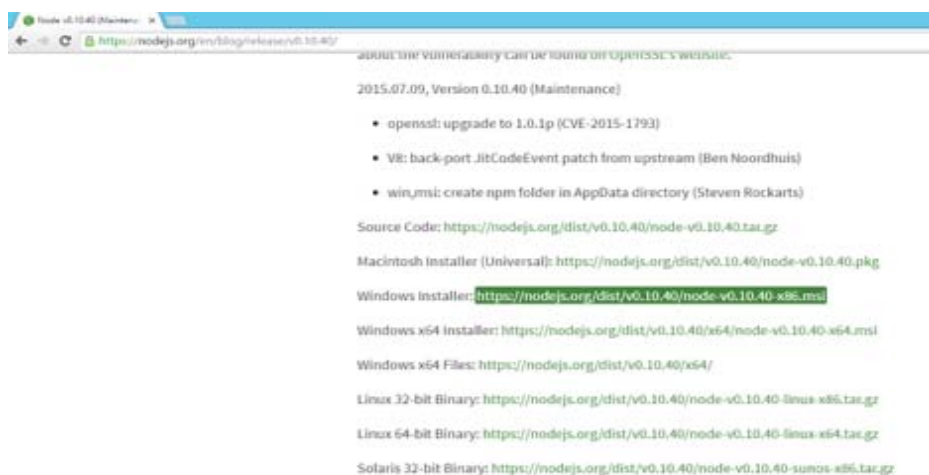 Node v0.10.40 (Maintenan
https://nodejs.org/en/blog/release/v0.10.40/
about the vulnerability can be found on OpenSSL's website.
2015.07.09, Version 0.10.40 (Maintenance)
• openssl: upgrade to 1.0.1p (CVE-2015-1793)
• V8: back-port JitCodeEvent patch from upstream (Ben Noordhuis)
• win,msi: create npm folder in AppData directory (Steven Rockarts)
Source Code: https://nodejs.org/dist/v0.10.40/node-v0.10.40.tar.gz
Macintosh Installer (Universal): https://nodejs.org/dist/v0.10.40/node-v0.10.40.pkg
Windows Installer: https://nodejs.org/dist/v0.10.40/node-v0.10.40-x86.msi
Windows x64 Installer: https://nodejs.org/dist/v0.10.40/x64/node-v0.10.40-x64.msi
Windows x64 Files: https://nodejs.org/dist/v0.10.40/x64/
Linux 32-bit Binary: https://nodejs.org/dist/v0.10.40/node-v0.10.40-linux-x86.tar.gz
Linux 64-bit Binary: https://nodejs.org/dist/v0.10.40/node-v0.10.40-linux-x64.tar.gz
Solaris 32-bit Binary: https://nodejs.org/dist/v0.10.40/node-v0.10.40-sunos-x86.tar.gz